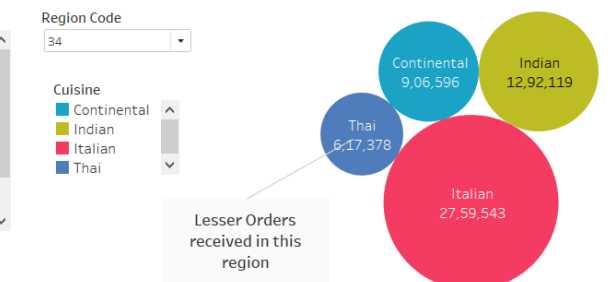 Region Code
34
Cuisine
Continental
Indian
Italian
Thai
Continental
9,06,596
Indian
12,92,119
Thai
6,17,378
Italian
27,59,543
Lesser Orders
received in this
region